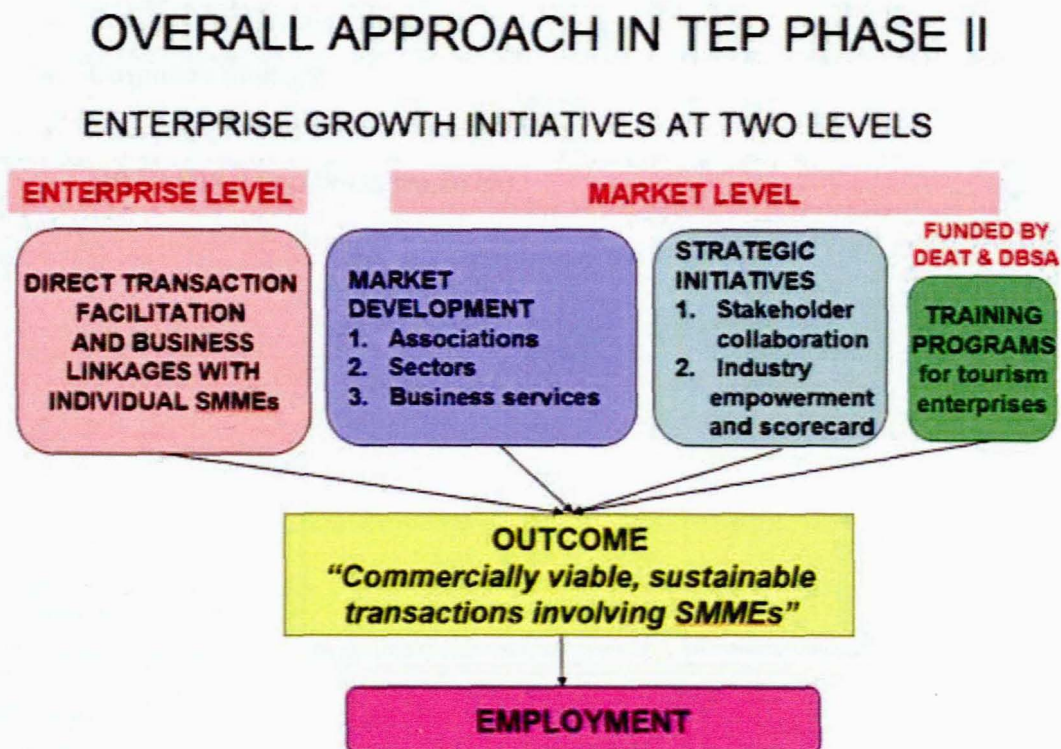 OVERALL APPROACH IN TEP PHASE II
ENTERPRISE GROWTH INITIATIVES AT TWO LEVELS
ENTERPRISE LEVEL
MARKET LEVEL
DIRECT TRANSACTION
FACILITATION
AND BUSINESS
LINKAGES WITH
INDIVIDUAL SMMEs
MARKET
DEVELOPMENT
1. Associations
2. Sectors
3. Business services
STRATEGIC
INITIATIVES
1. Stakeholder
collaboration
2. Industry
empowerment
and scorecard
FUNDED BY
DEAT & DBSA
TRAINING
PROGRAMS
for tourism
enterprises
OUTCOME
“Commercially viable, sustainable
transactions involving SMMEs”
EMPLOYMENT